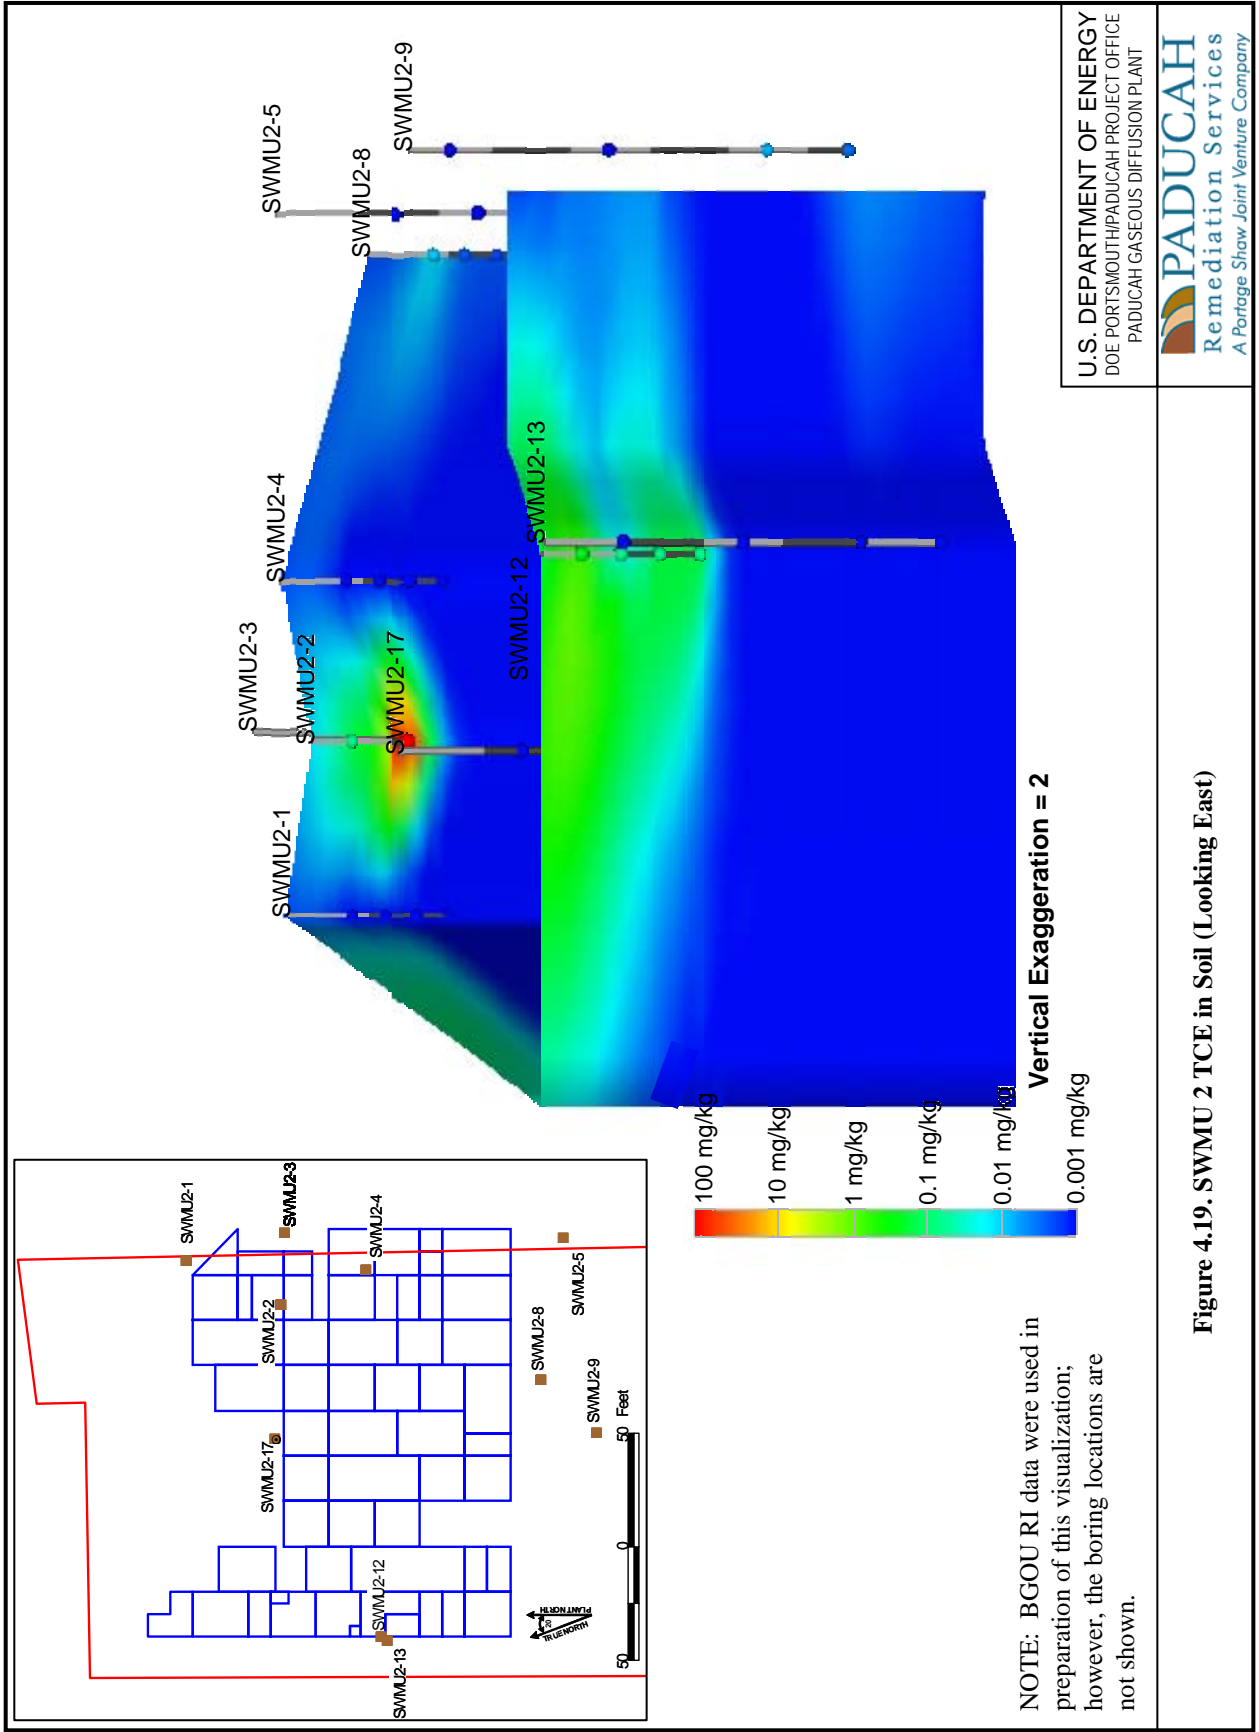 SWMU2-1
SWMU2-3
SWMU2-2
SWMU2-4
SWMU2-17
SWMU2-8
SWMU2-5
SWMU2-9
SWMU2-12
SWMU2-13
TRUE NORTH
20
PLANT NORTH
50
0
50 Feet
SWMU2-1
SWMU2-3
SWMU2-2
SWMU2-17
SWMU2-4
SWMU2-5
SWMU2-8
SWMU2-9
SWMU2-12
SWMU2-13
100 mg/kg
10 mg/kg
1 mg/kg
0.1 mg/kg
0.01 mg/kg
0.001 mg/kg
Vertical Exaggeration = 2
NOTE: BGOU RI data were used in
preparation of this visualization;
however, the boring locations are
not shown.
U.S. DEPARTMENT OF ENERGY
DOE PORTSMOUTH/PADUCAH PROJECT OFFICE
PADUCAH GASEOUS DIFFUSION PLANT
PADUCAH
Remediation Services
A Portage Shaw Joint Venture Company
Figure 4.19. SWMU 2 TCE in Soil (Looking East)